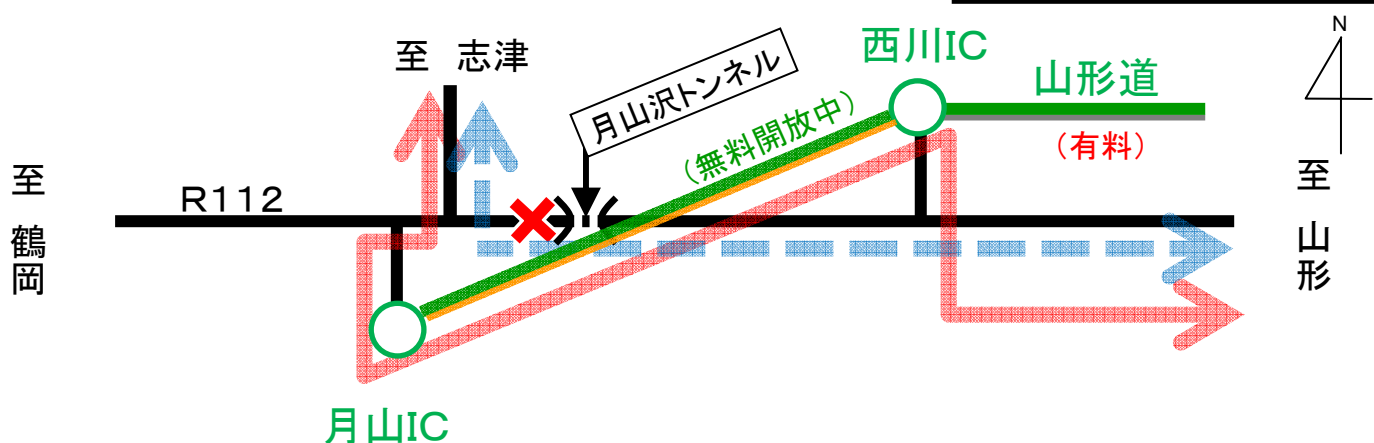 N
西川IC
至 志津
月山沢トンネル
山形道
(無料開放中)
(有料)
至 鶴岡
R112
至 山形
月山IC